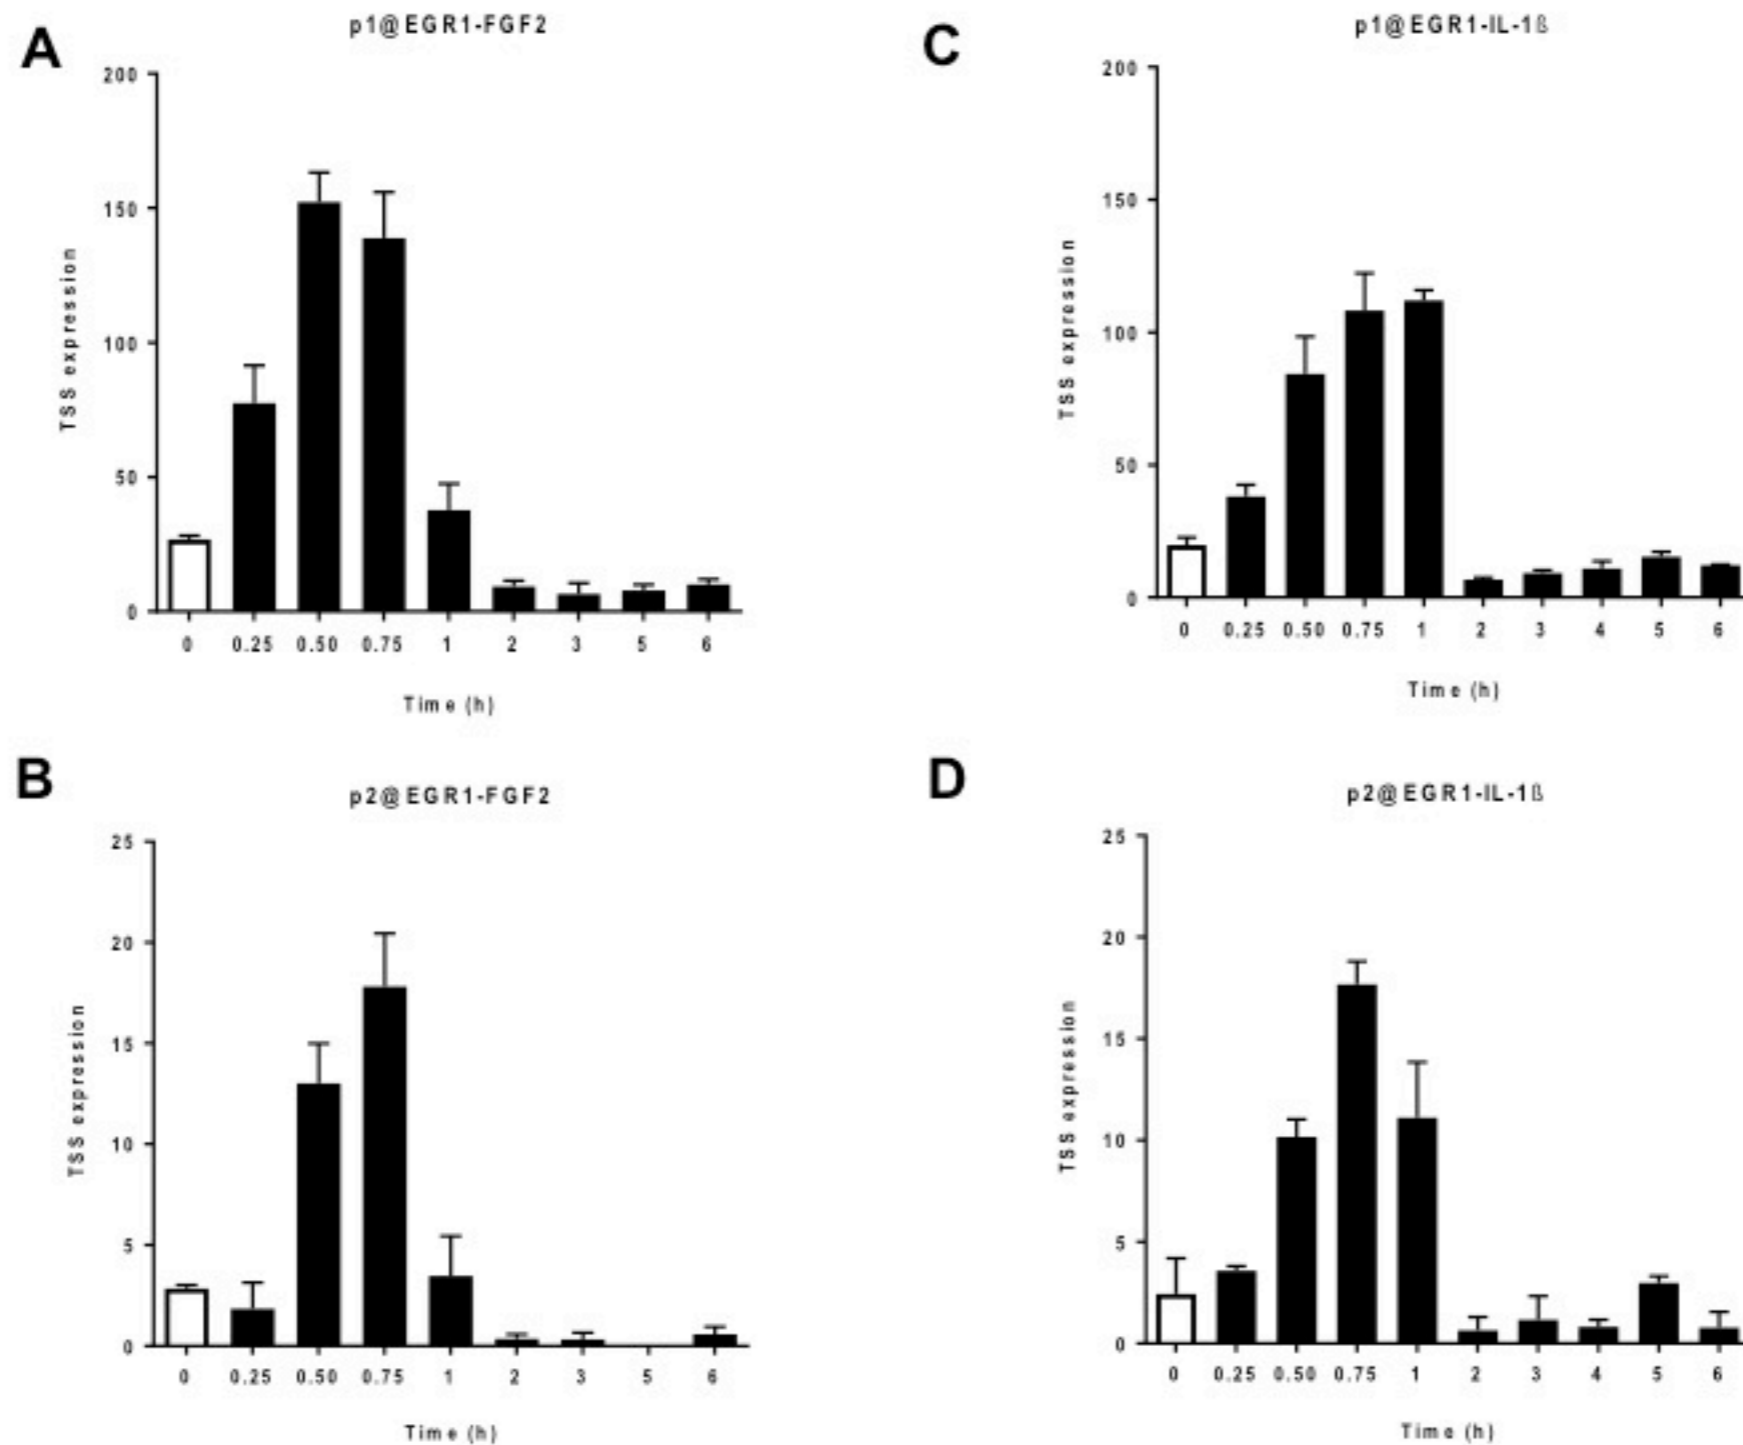 A
p1@EGR1-FGF2
200
150
100
50
0
TSS expression
0 0.25 0.50 0.75 1 2 3 5 6
Time (h)
C
p1@EGR1-IL-1ß
200
150
100
50
0
TSS expression
0 0.25 0.50 0.75 1 2 3 4 5 6
Time (h)
B
p2@EGR1-FGF2
25
20
15
10
5
0
TSS expression
0 0.25 0.50 0.75 1 2 3 5 6
Time (h)
D
p2@EGR1-IL-1ß
25
20
15
10
5
0
TSS expression
0 0.25 0.50 0.75 1 2 3 4 5 6
Time (h)